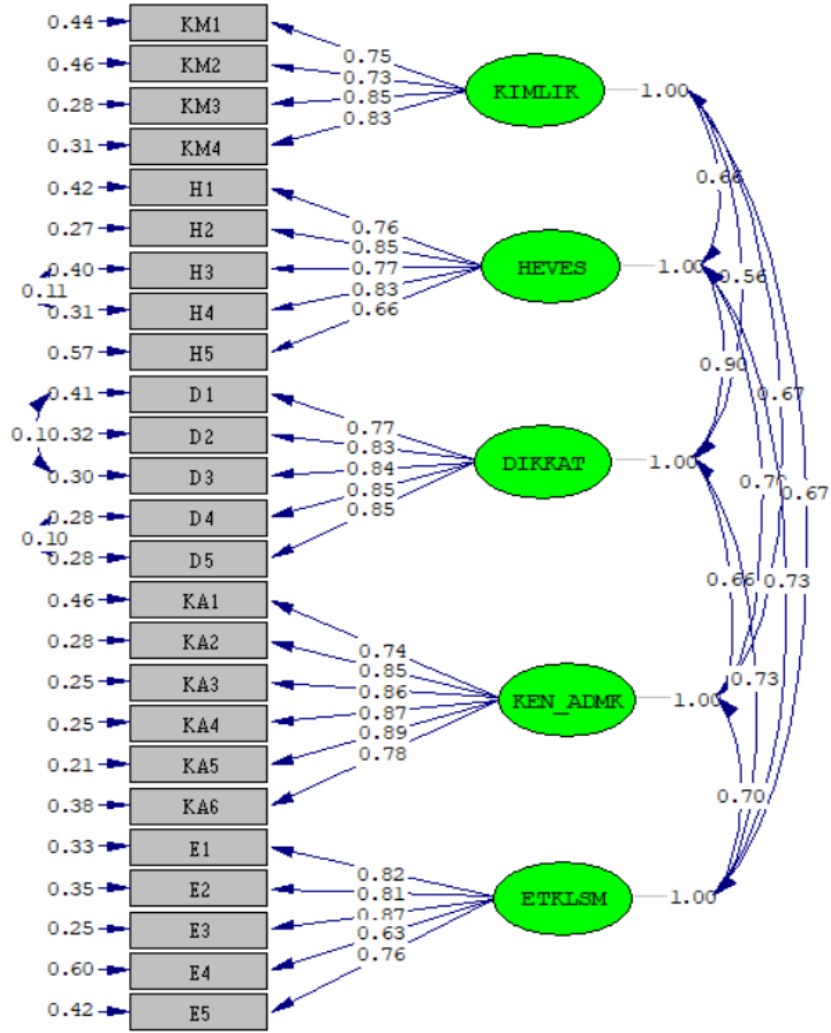 0.44 KM1
0.46 KM2
0.28 KM3
0.31 KM4
0.75
0.73
0.85
0.83
KIMLIK 1.00
0.42 H1
0.27 H2
0.40 H3
0.11
0.31 H4
0.57 H5
0.76
0.85
0.77
0.83
0.66
HEVES 1.00
0.41 D1
0.10
0.32 D2
0.30 D3
0.28 D4
0.10
0.28 D5
0.77
0.83
0.84
0.85
0.85
DIKKAT 1.00
0.46 KA1
0.28 KA2
0.25 KA3
0.25 KA4
0.21 KA5
0.38 KA6
0.74
0.85
0.86
0.87
0.89
0.78
KEN_ADMK 1.00
0.33 E1
0.35 E2
0.25 E3
0.60 E4
0.42 E5
0.82
0.81
0.87
0.63
0.76
ETKLSM 1.00
0.66
0.56
0.90
0.67
0.67
0.66
0.73
0.73
0.70